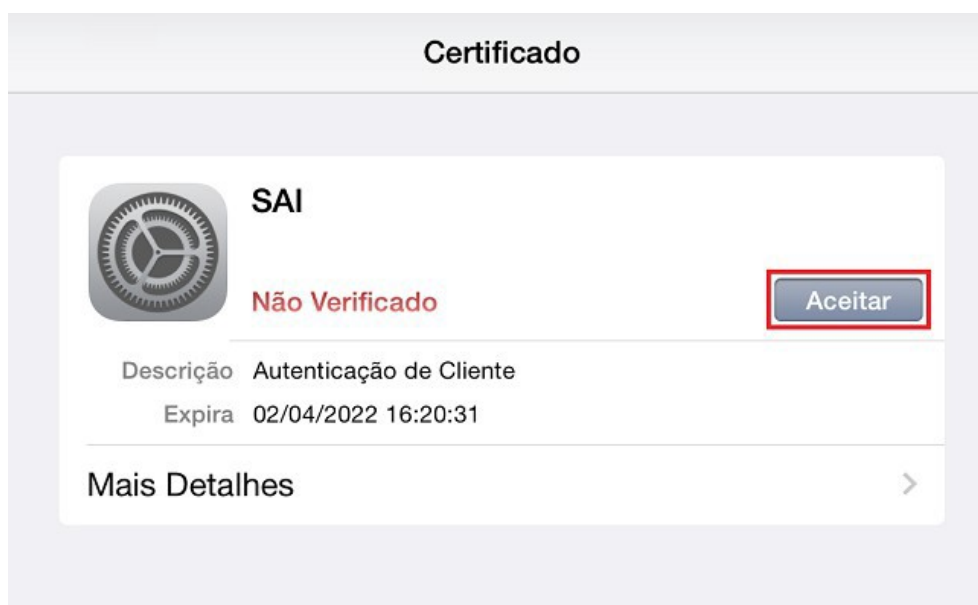 Certificado
SAI
Não Verificado
Aceitar
Descrição Autenticação de Cliente
Expira 02/04/2022 16:20:31
Mais Detalhes